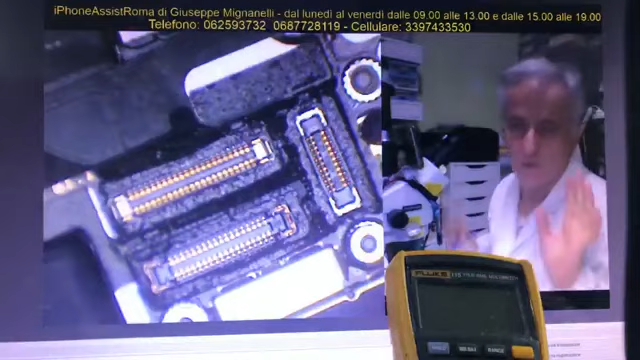 iPhoneAssistRoma di Giuseppe Mignanelli - dal lunedì al venerdì dalle 09.00 alle 13.00 e dalle 15.00 alle 19.00
Telefono: 062593732 0687728119 - Cellulare: 3397433530
FLUKE
RANGE